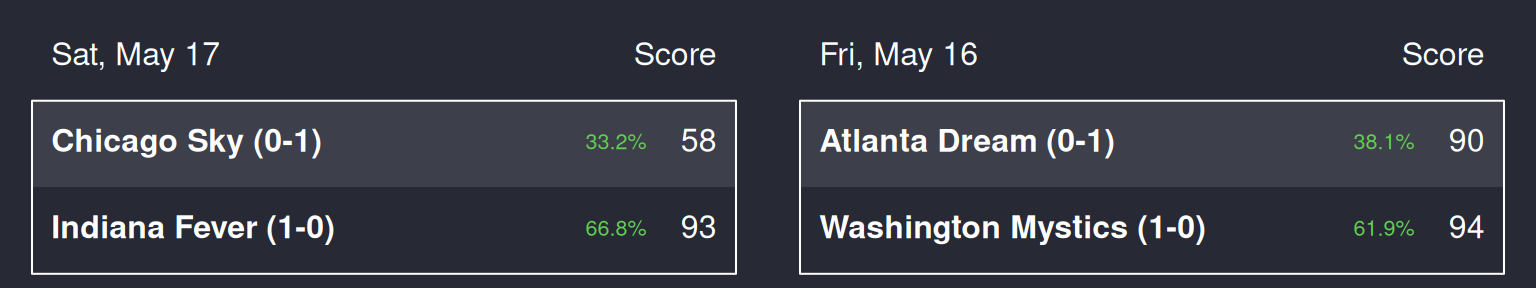 Sat, May 17 Score
Chicago Sky (0-1) 33.2% 58
Indiana Fever (1-0) 66.8% 93
Fri, May 16 Score
Atlanta Dream (0-1) 38.1% 90
Washington Mystics (1-0) 61.9% 94